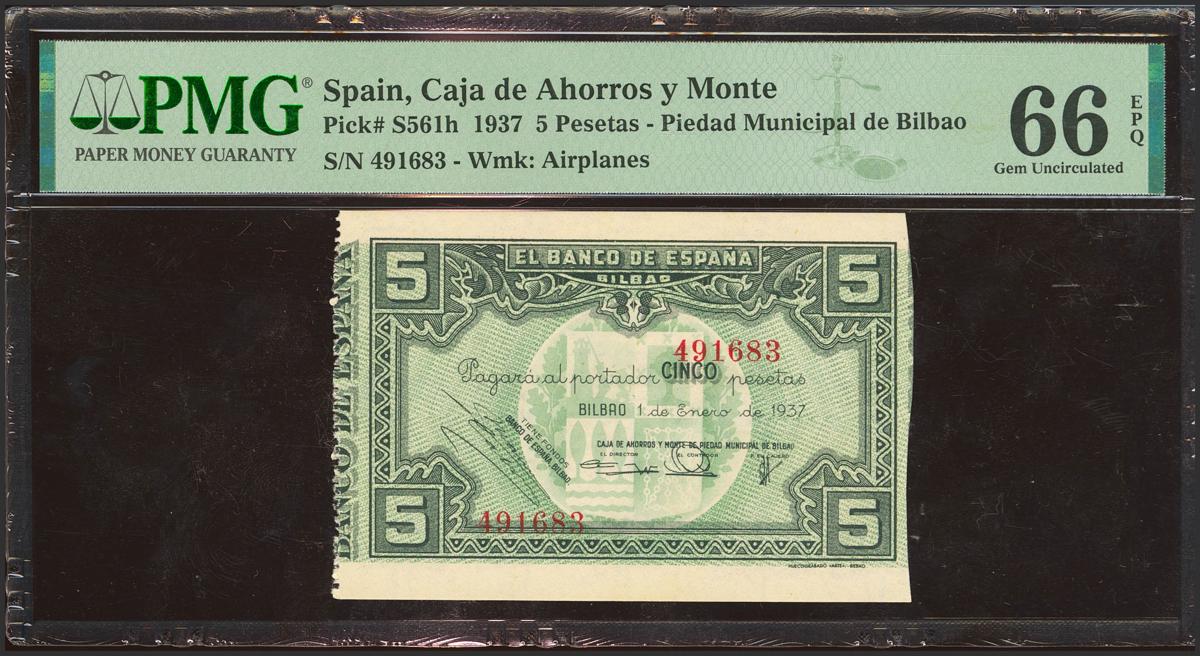 PMG®
PAPER MONEY GUARANTY
Spain, Caja de Ahorros y Monte
Pick# S561h 1937 5 Pesetas - Piedad Municipal de Bilbao
S/N 491683 - Wmk: Airplanes
66
EPQ
Gem Uncirculated
BANCO DE ESPAÑA
5
EL BANCO DE ESPAÑA
BILBAO
5
491683
Pagará al portador CINCO pesetas
BILBAO 1 de Enero de 1937
TIENE FONDOS
BANCO DE ESPAÑA, BILBAO
CAJA DE AHORROS Y MONTE DE PIEDAD MUNICIPAL DE BILBAO
EL DIRECTOR EL CONTADOR P. EL CAJERO
5
491683
5
HUECOGRABADO «ARTE».-BILBAO